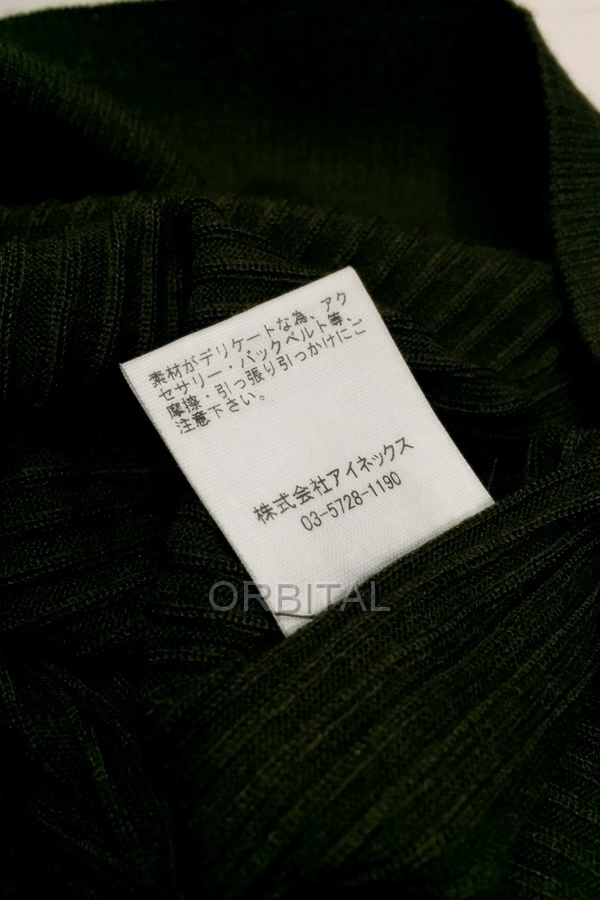 素材がデリケートな為、アク
セサリー・バックベルト等、
摩擦・引っ張り引っかけにご
注意下さい。
株式会社アイネックス
03-5728-1190
ORBITAL